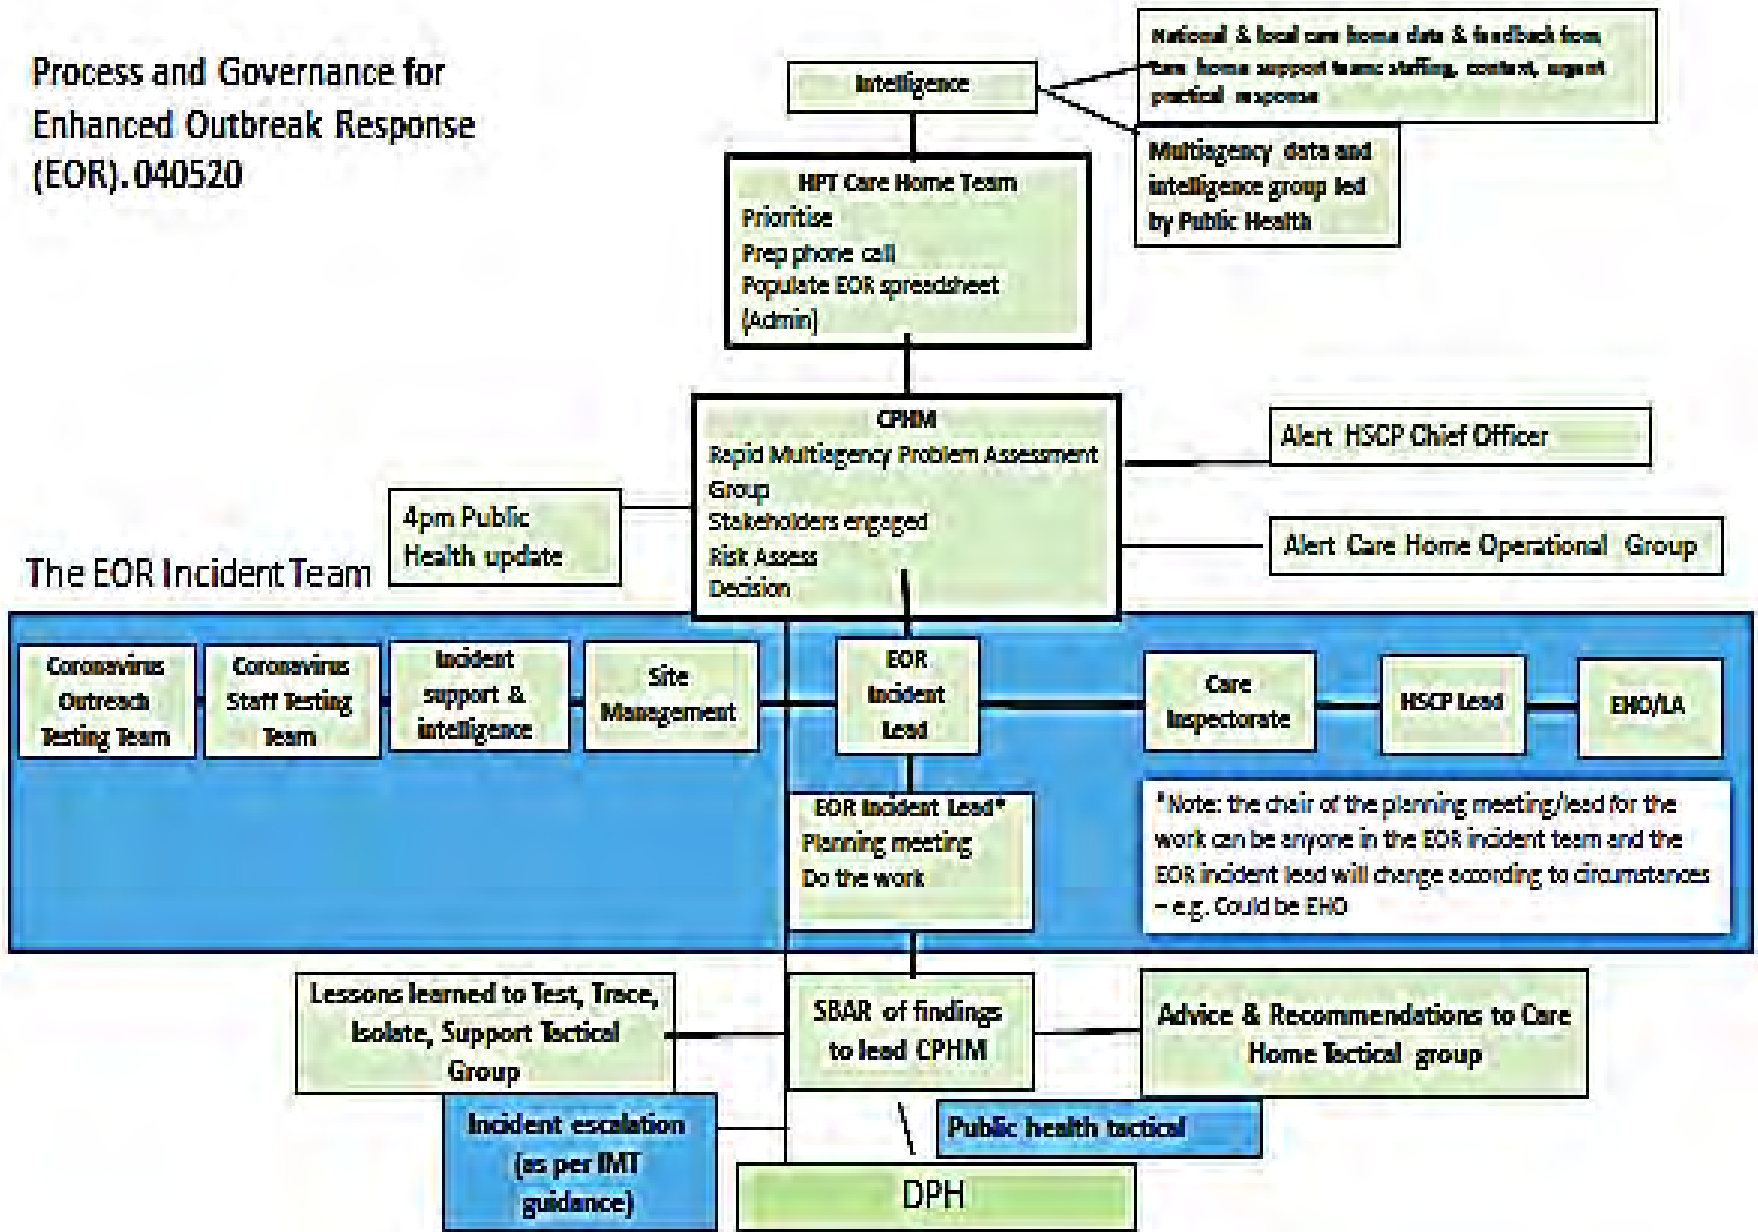 Process and Governance for
Enhanced Outbreak Response
(EOR). 040520
Intelligence
National & local care home data & feedback from
care home support team: staffing, context, urgent
practical response
Multiagency data and
intelligence group led
by Public Health
HPT Care Home Team
Prioritise
Prep phone call
Populate EOR spreadsheet
(Admin)
CPHM
Rapid Multiagency Problem Assessment
Group
Stakeholders engaged
Risk Assess
Decision
Alert HSCP Chief Officer
Alert Care Home Operational Group
4pm Public
Health update
The EOR Incident Team
Coronavirus
Outreach
Testing Team
Coronavirus
Staff Testing
Team
Incident
support &
intelligence
Site
Management
EOR
Incident
Lead
Care
Inspectorate
HSCP Lead
EHO/LA
EOR Incident Lead*
Planning meeting
Do the work
*Note: the chair of the planning meeting/lead for the
work can be anyone in the EOR incident team and the
EOR incident lead will change according to circumstances
– e.g. Could be EHO
Lessons learned to Test, Trace,
Isolate, Support Tactical
Group
SBAR of findings
to lead CPHM
Advice & Recommendations to Care
Home Tactical group
Incident escalation
(as per IMT
guidance)
Public health tactical
DPH